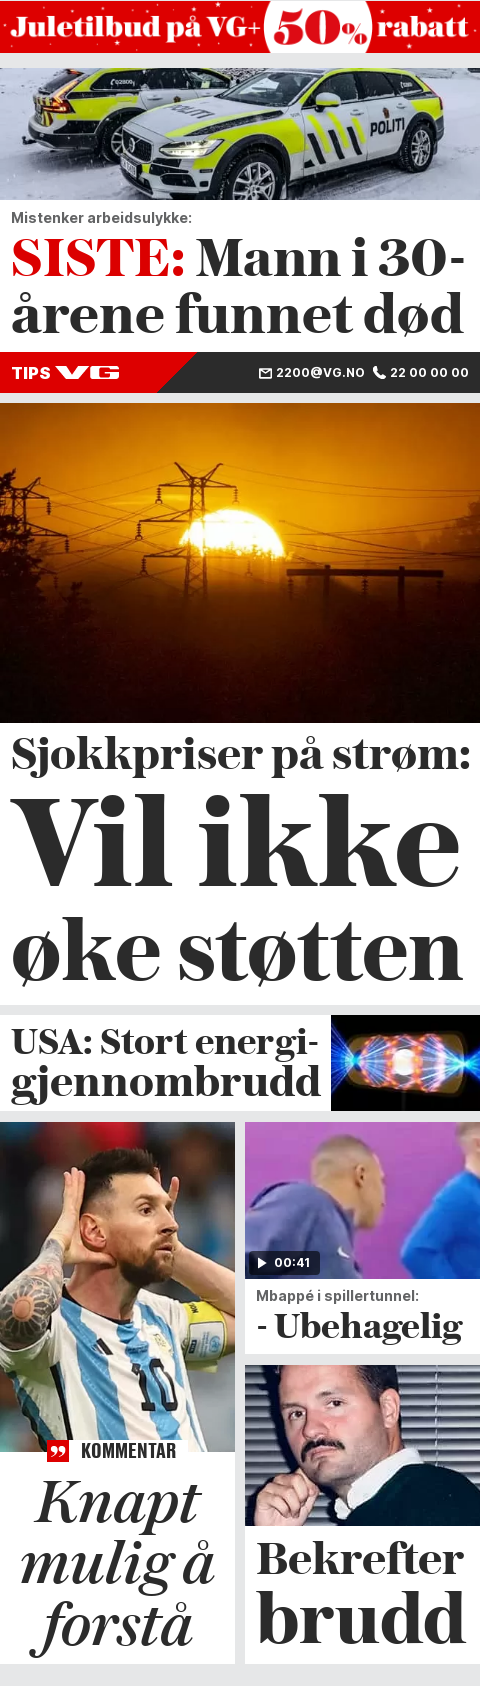 Juletilbud på VG+ 50% rabatt
POLITI
Mistenker arbeidsulykke:
SISTE: Mann i 30-
årene funnet død
TIPS VG 2200@VG.NO 22 00 00 00
Sjokkpriser på strøm:
Vil ikke
øke støtten
USA: Stort energi-
gjennombrudd
10
KOMMENTAR
Knapt
mulig å
forstå
00:41
Mbappé i spillertunnel:
- Ubehagelig
Bekrefter
brudd